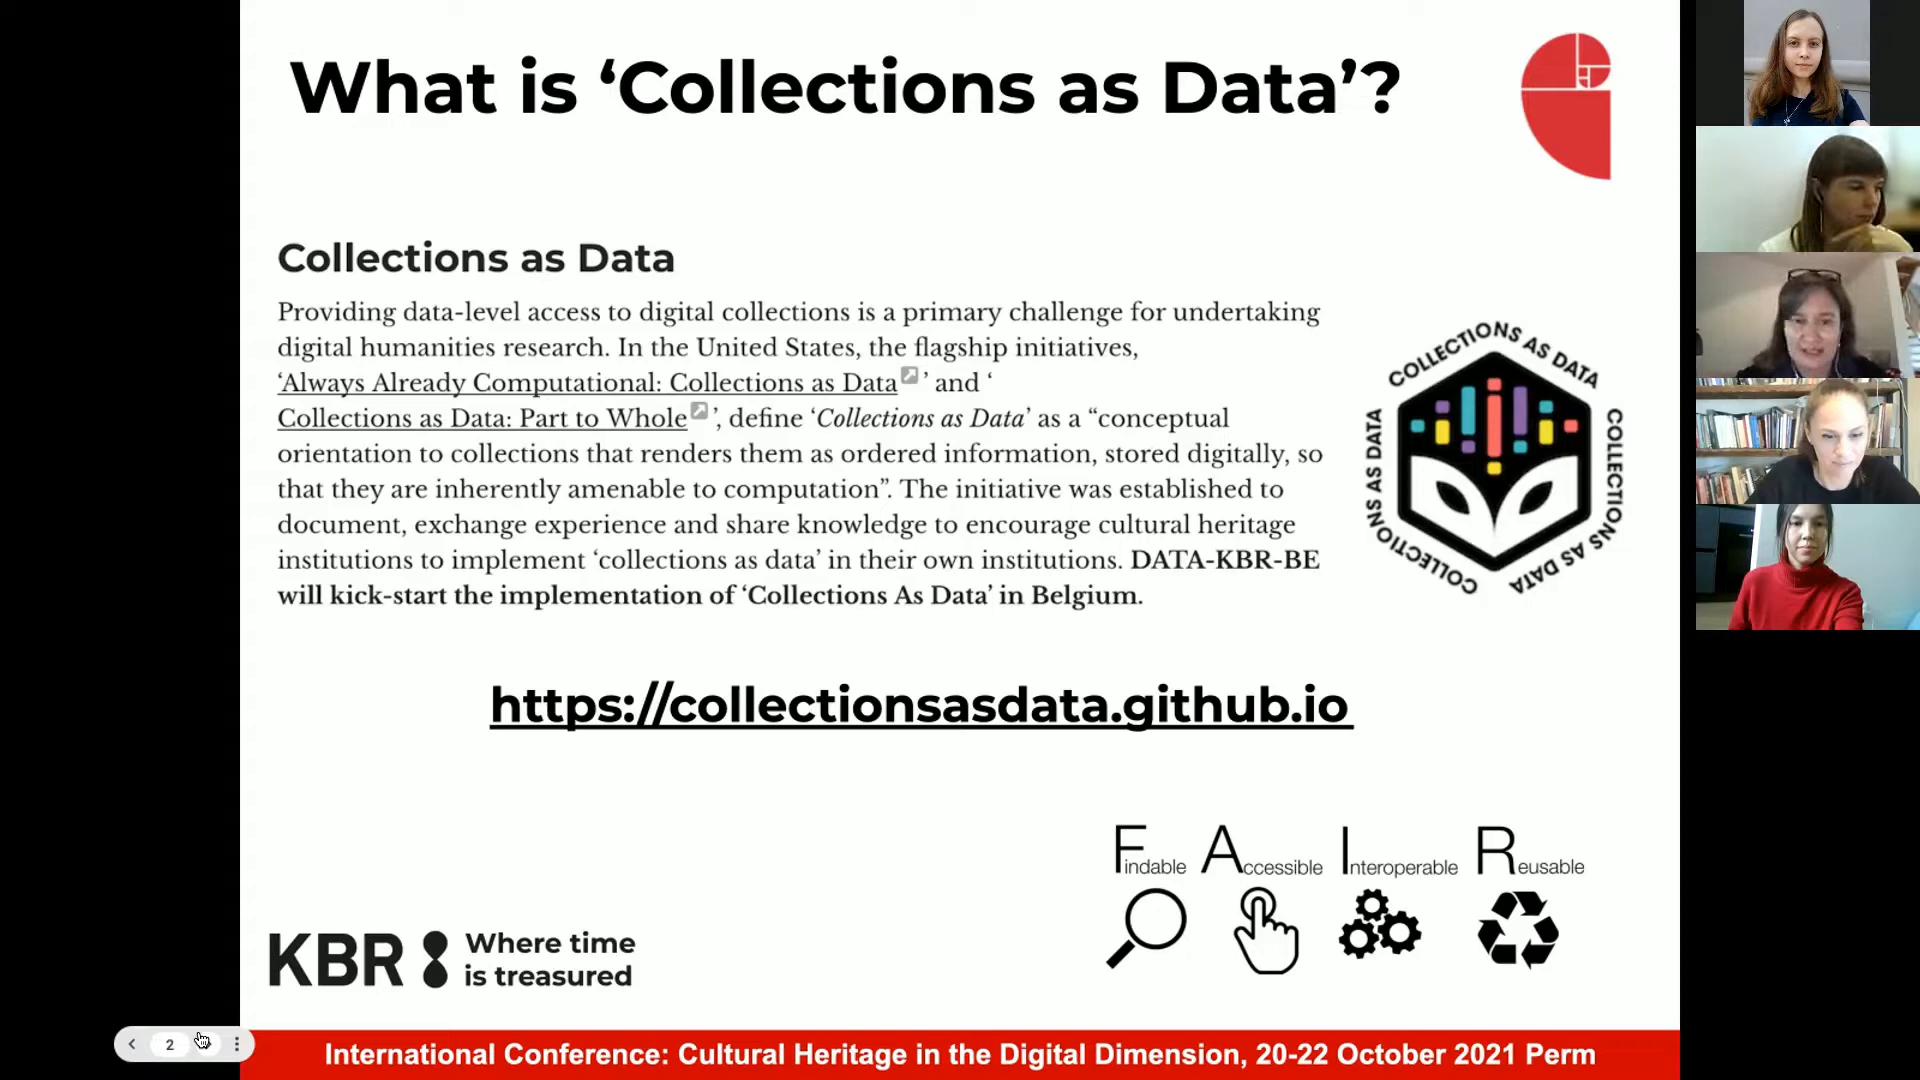 What is ‘Collections as Data’?
Collections as Data
Providing data-level access to digital collections is a primary challenge for undertaking
digital humanities research. In the United States, the flagship initiatives,
‘Always Already Computational: Collections as Data ’ and ‘
Collections as Data: Part to Whole ’, define ‘Collections as Data’ as a “conceptual
orientation to collections that renders them as ordered information, stored digitally, so
that they are inherently amenable to computation”. The initiative was established to
document, exchange experience and share knowledge to encourage cultural heritage
institutions to implement ‘collections as data’ in their own institutions. DATA-KBR-BE
will kick-start the implementation of ‘Collections As Data’ in Belgium.
COLLECTIONS AS DATA
COLLECTIONS AS DATA
COLLECTIONS AS DATA
https://collectionsasdata.github.io
Findable Accessible Interoperable Reusable
KBR Where time
is treasured
2
International Conference: Cultural Heritage in the Digital Dimension, 20-22 October 2021 Perm